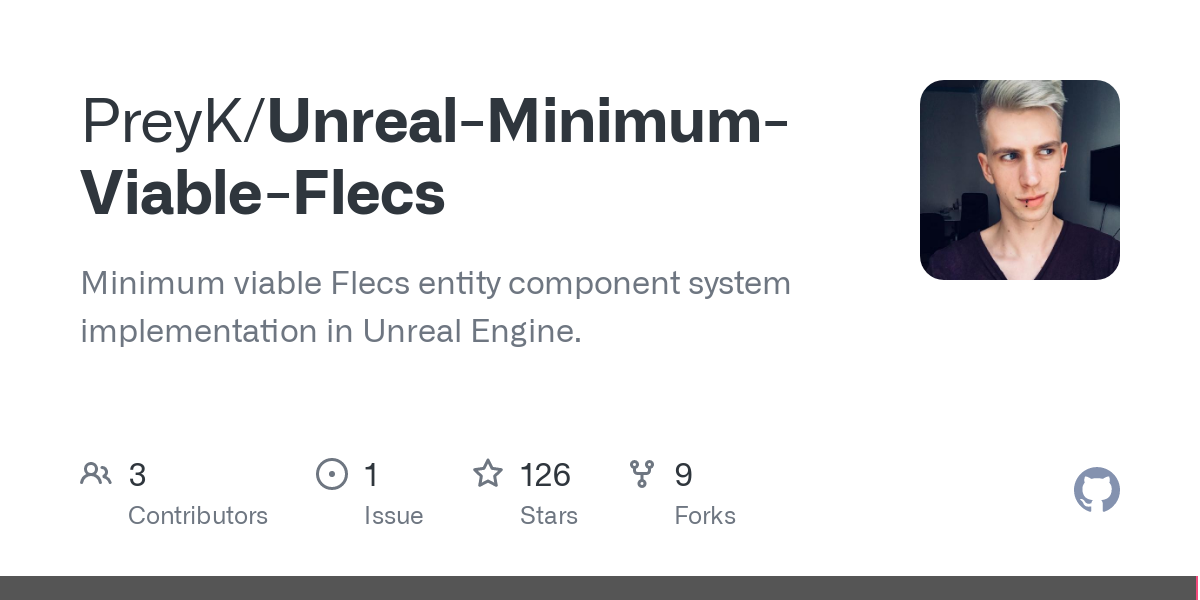 PreyK/Unreal-Minimum-
Viable-Flecs
Minimum viable Flecs entity component system
implementation in Unreal Engine.
3
Contributors
1
Issue
126
Stars
9
Forks